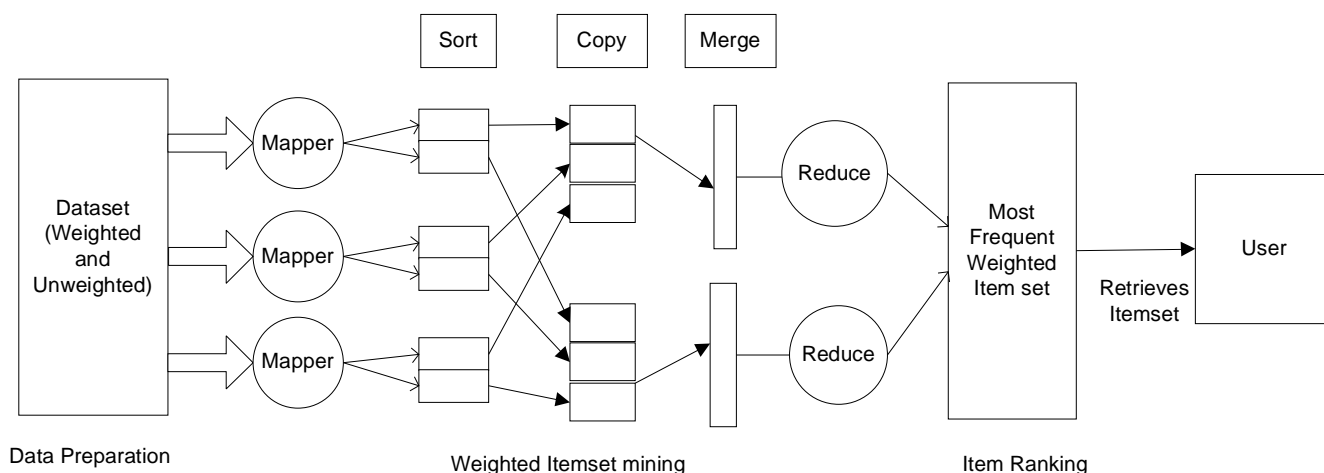 Sort
Copy
Merge
Mapper
Mapper
Mapper
Dataset
(Weighted
and
Unweighted)
Reduce
Reduce
Most
Frequent
Weighted
Item set
Retrieves
Itemset
User
Data Preparation
Weighted Itemset mining
Item Ranking